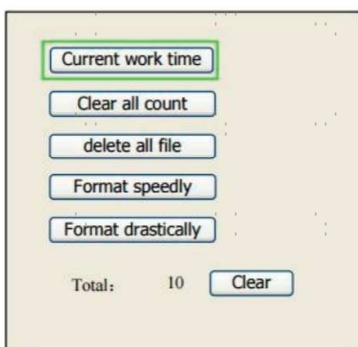 Current work time
Clear all count
delete all file
Format speedly
Format drastically
Total: 10 Clear